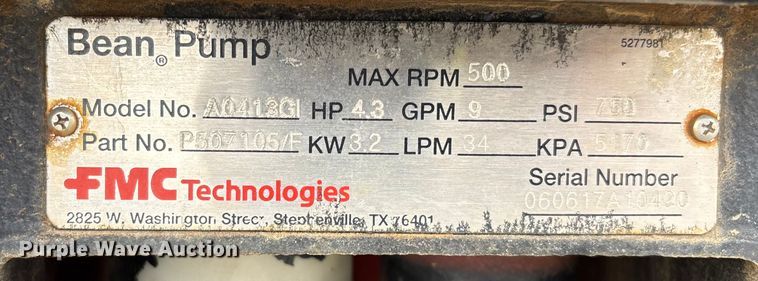 Bean® Pump
5277981
MAX RPM 500
Model No. A0413GI HP 4.3 GPM 9 PSI 750
Part No. P507105/F KW 3.2 LPM 34 KPA 5170
FMC Technologies
Serial Number
2825 W. Washington Street, Stephenville, TX 76401
Purple Wave Auction